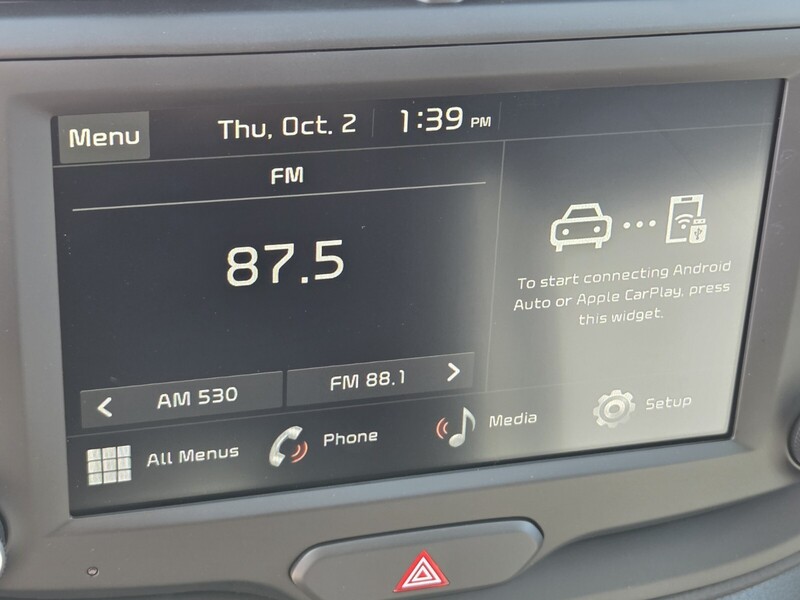 Menu
Thu, Oct. 2
1:39 PM
FM
87.5
To start connecting Android
Auto or Apple CarPlay, press
this widget.
AM 530
FM 88.1
All Menus
Phone
Media
Setup